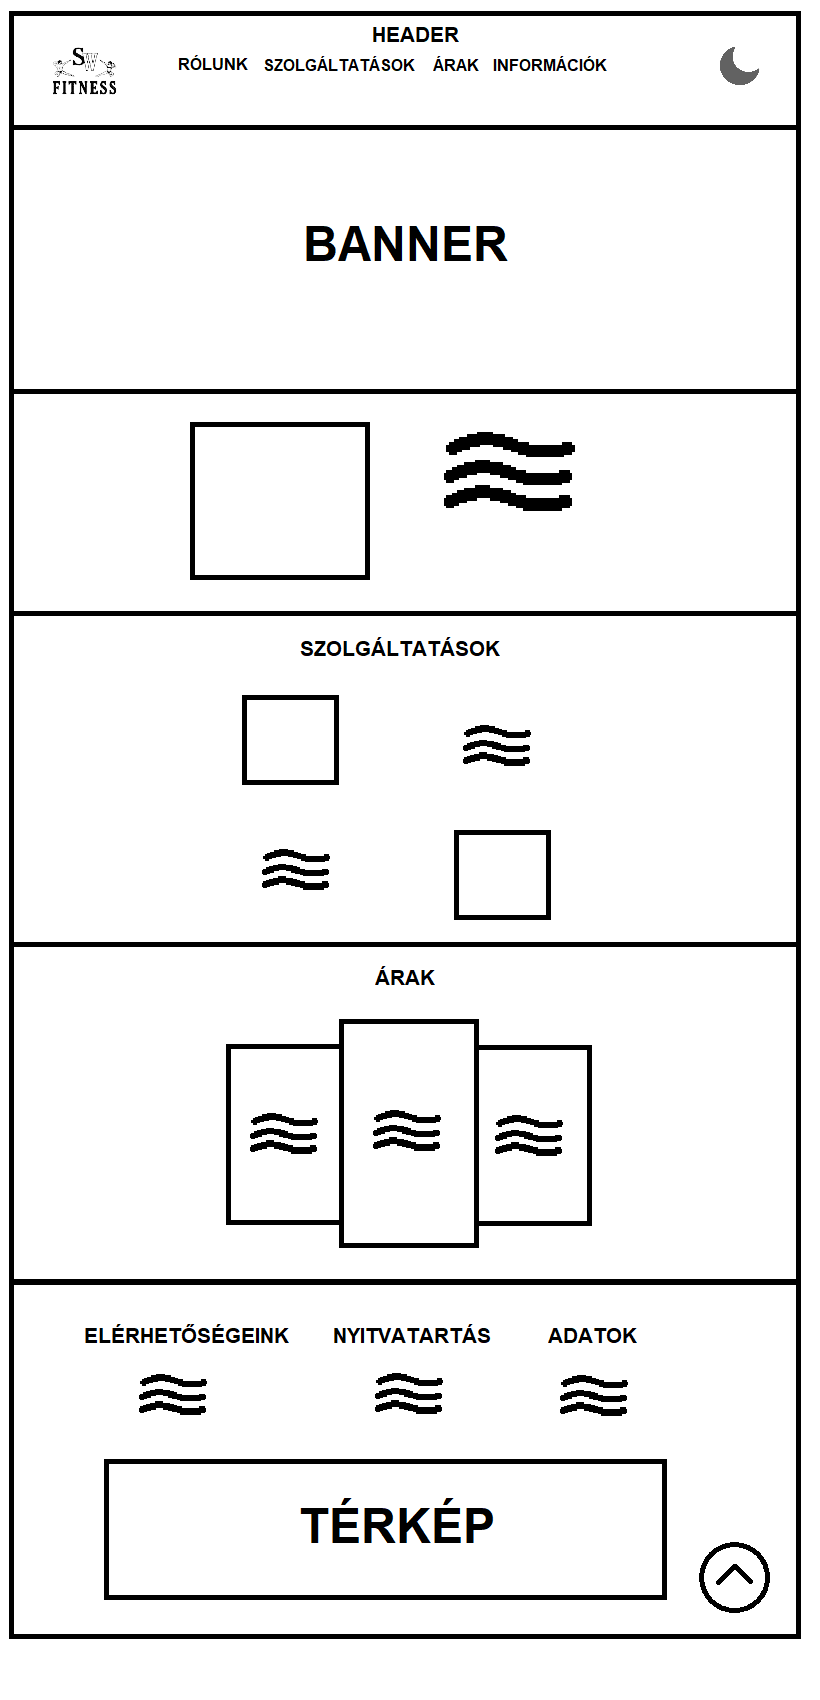 HEADER
SW
FITNESS
RÓLUNK SZOLGÁLTATÁSOK ÁRAK INFORMÁCIÓK
BANNER
SZOLGÁLTATÁSOK
ÁRAK
ELÉRHETŐSÉGEINK NYITVATARTÁS ADATOK
TÉRKÉP